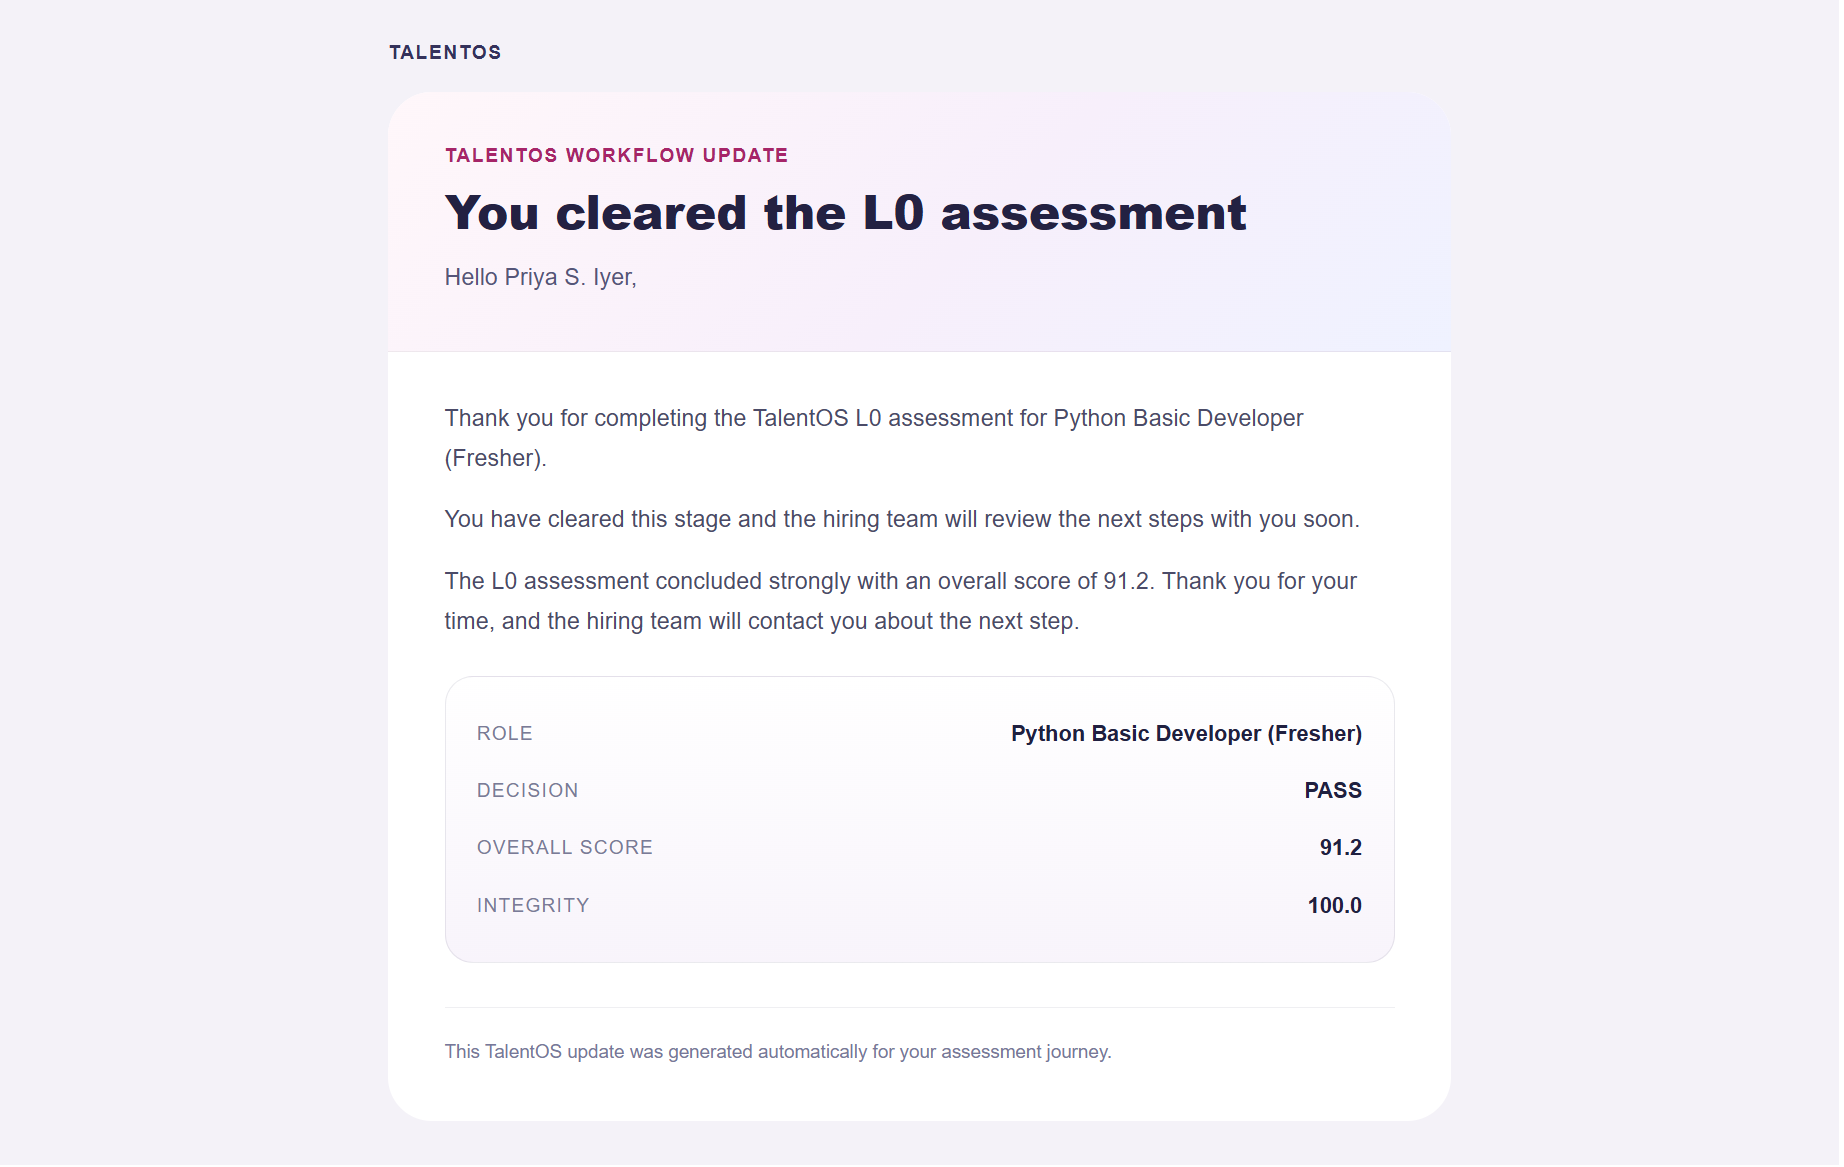 TALENTOS
TALENTOS WORKFLOW UPDATE
You cleared the L0 assessment
Hello Priya S. Iyer,
Thank you for completing the TalentOS L0 assessment for Python Basic Developer
(Fresher).
You have cleared this stage and the hiring team will review the next steps with you soon.
The L0 assessment concluded strongly with an overall score of 91.2. Thank you for your
time, and the hiring team will contact you about the next step.
ROLE Python Basic Developer (Fresher)
DECISION PASS
OVERALL SCORE 91.2
INTEGRITY 100.0
This TalentOS update was generated automatically for your assessment journey.